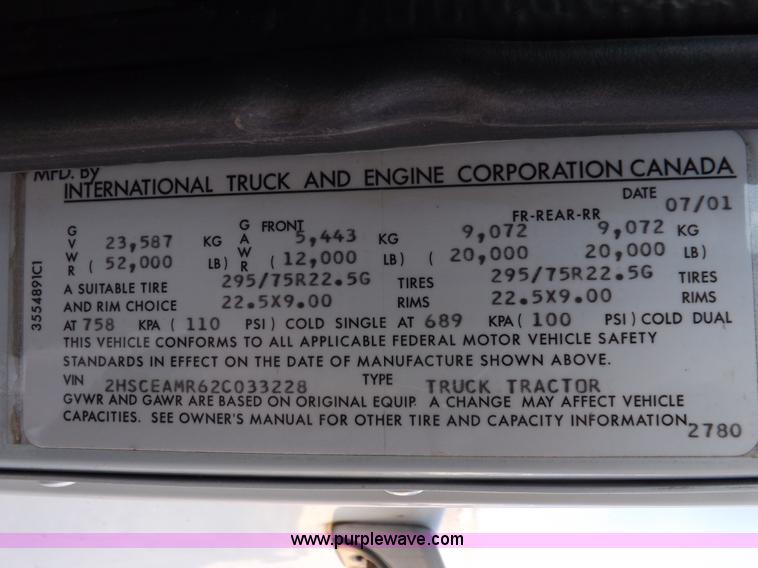 MFD. By
INTERNATIONAL TRUCK AND ENGINE CORPORATION CANADA
DATE 07/01
GVWR 23,587 KG GAWR FRONT 5,443 KG FR-REAR-RR 9,072 9,072 KG
( 52,000 LB) ( 12,000 LB) ( 20,000 20,000 LB)
A SUITABLE TIRE 295/75R22.5G TIRES 295/75R22.5G TIRES
AND RIM CHOICE 22.5X9.00 RIMS 22.5X9.00 RIMS
AT 758 KPA ( 110 PSI) COLD SINGLE AT 689 KPA( 100 PSI) COLD DUAL
THIS VEHICLE CONFORMS TO ALL APPLICABLE FEDERAL MOTOR VEHICLE SAFETY
STANDARDS IN EFFECT ON THE DATE OF MANUFACTURE SHOWN ABOVE.
VIN 2HSCEAMR62C033228 TYPE TRUCK TRACTOR
GVWR AND GAWR ARE BASED ON ORIGINAL EQUIP. A CHANGE MAY AFFECT VEHICLE
CAPACITIES. SEE OWNER'S MANUAL FOR OTHER TIRE AND CAPACITY INFORMATION.
2780
3554891C1
www.purplewave.com